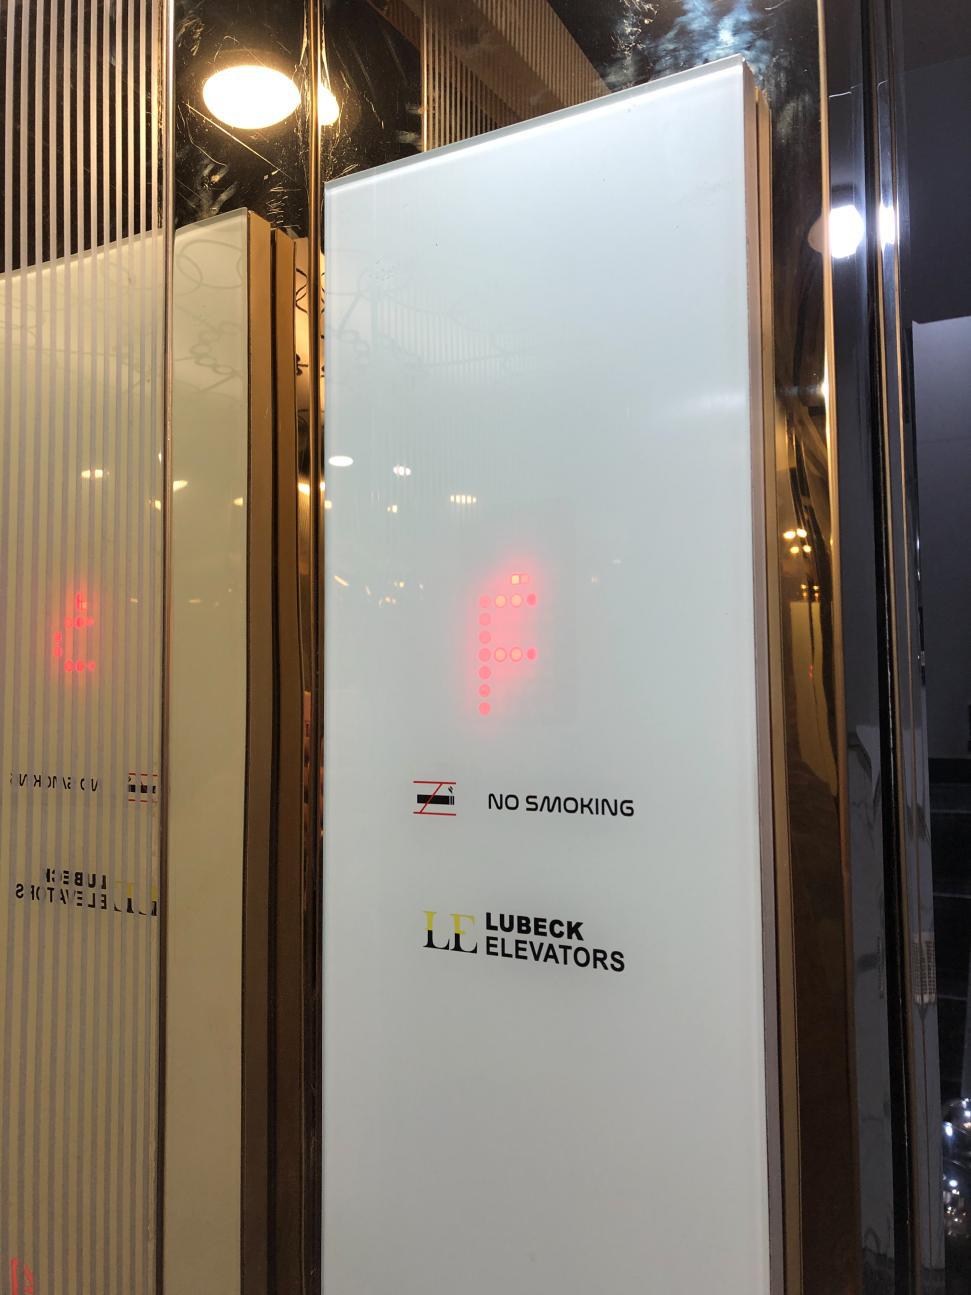 NO SMOKING
LE LUBECK
ELEVATORS